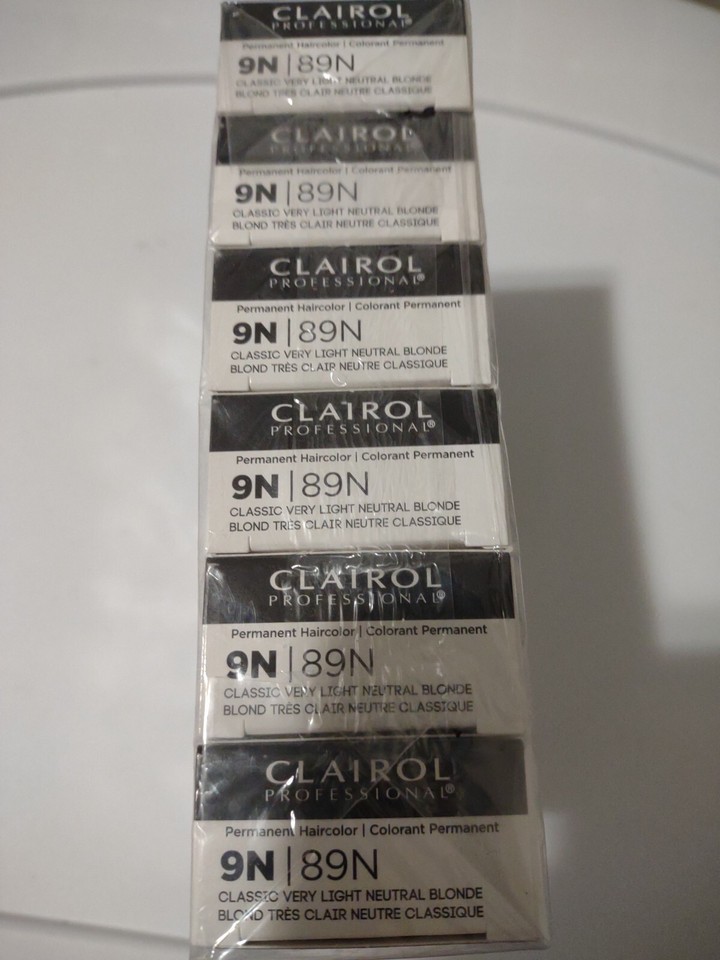 CLAIROL
PROFESSIONAL®
Permanent Haircolor | Colorant Permanent
9N | 89N
CLASSIC VERY LIGHT NEUTRAL BLONDE
BLOND TRÈS CLAIR NEUTRE CLASSIQUE
CLAIROL
PROFESSIONAL
Permanent Haircolor | Colorant Permanent
9N | 89N
CLASSIC VERY LIGHT NEUTRAL BLONDE
BLOND TRÈS CLAIR NEUTRE CLASSIQUE
CLAIROL
PROFESSIONAL®
Permanent Haircolor | Colorant Permanent
9N | 89N
CLASSIC VERY LIGHT NEUTRAL BLONDE
BLOND TRÈS CLAIR NEUTRE CLASSIQUE
CLAIROL
PROFESSIONAL®
Permanent Haircolor | Colorant Permanent
9N | 89N
CLASSIC VERY LIGHT NEUTRAL BLONDE
BLOND TRÈS CLAIR NEUTRE CLASSIQUE
CLAIROL
PROFESSIONAL®
Permanent Haircolor | Colorant Permanent
9N | 89N
CLASSIC VERY LIGHT NEUTRAL BLONDE
BLOND TRÈS CLAIR NEUTRE CLASSIQUE
CLAIROL
PROFESSIONAL®
Permanent Haircolor | Colorant Permanent
9N | 89N
CLASSIC VERY LIGHT NEUTRAL BLONDE
BLOND TRÈS CLAIR NEUTRE CLASSIQUE